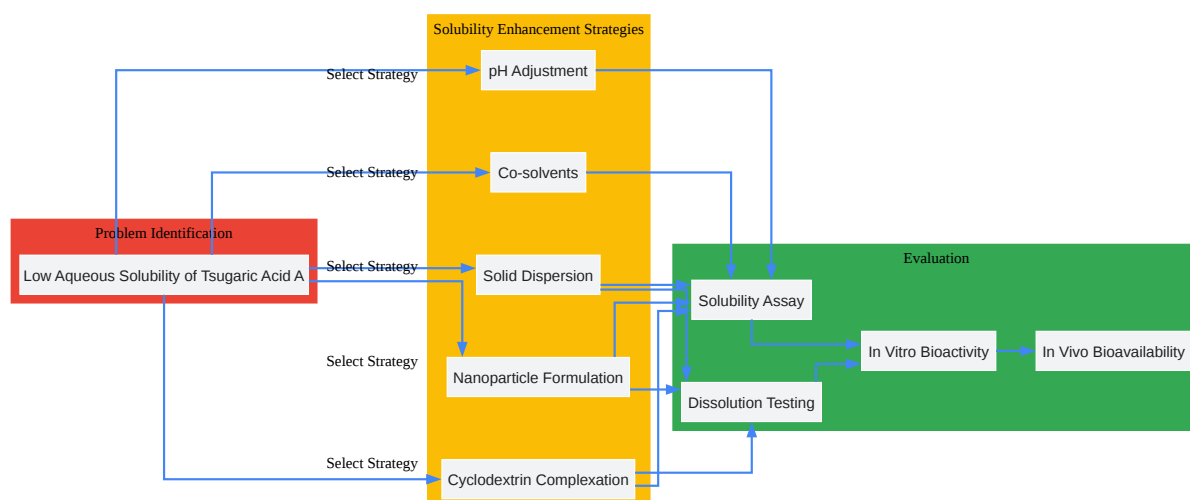 Solubility Enhancement Strategies
Select Strategy
pH Adjustment
Select Strategy
Co-solvents
Problem Identification
Low Aqueous Solubility of Tsugaric Acid A
Select Strategy
Solid Dispersion
Select Strategy
Nanoparticle Formulation
Select Strategy
Cyclodextrin Complexation
Evaluation
Solubility Assay
In Vitro Bioactivity
In Vivo Bioavailability
Dissolution Testing